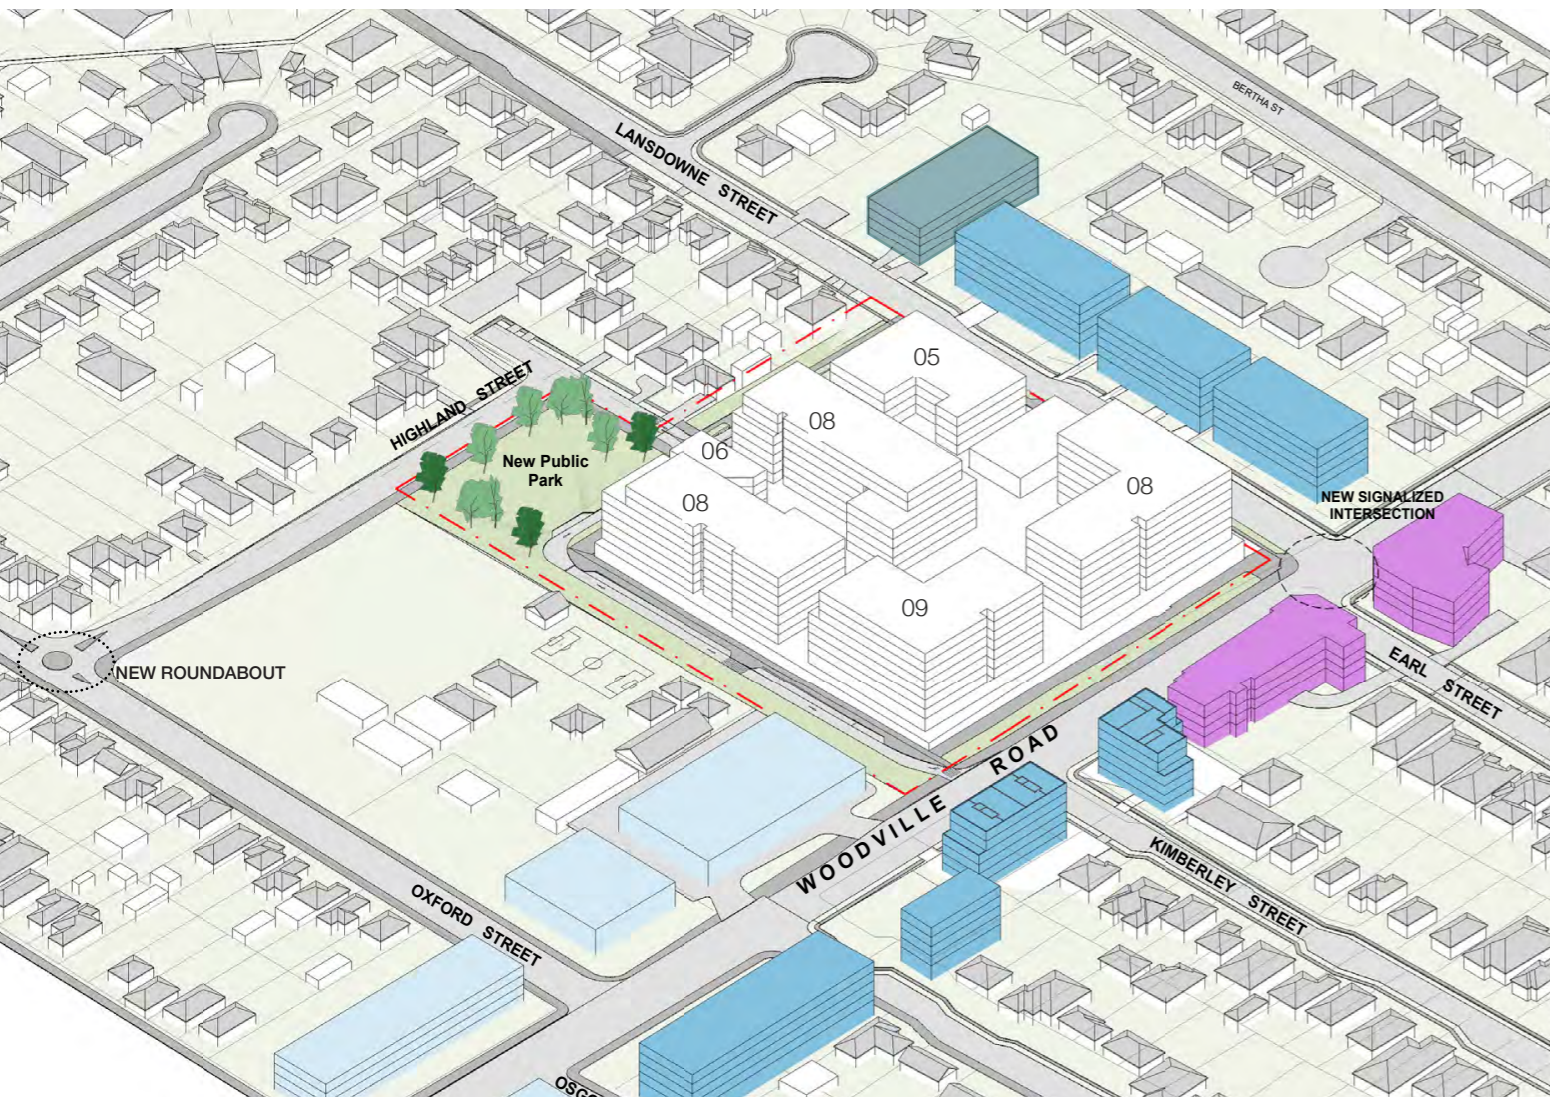 BERTHA ST
LANSDOWNE STREET
05
HIGHLAND STREET
08
06
New Public
Park
08
08
NEW SIGNALIZED
INTERSECTION
09
NEW ROUNDABOUT
EARL STREET
WOODVILLE ROAD
KIMBERLEY STREET
OXFORD STREET